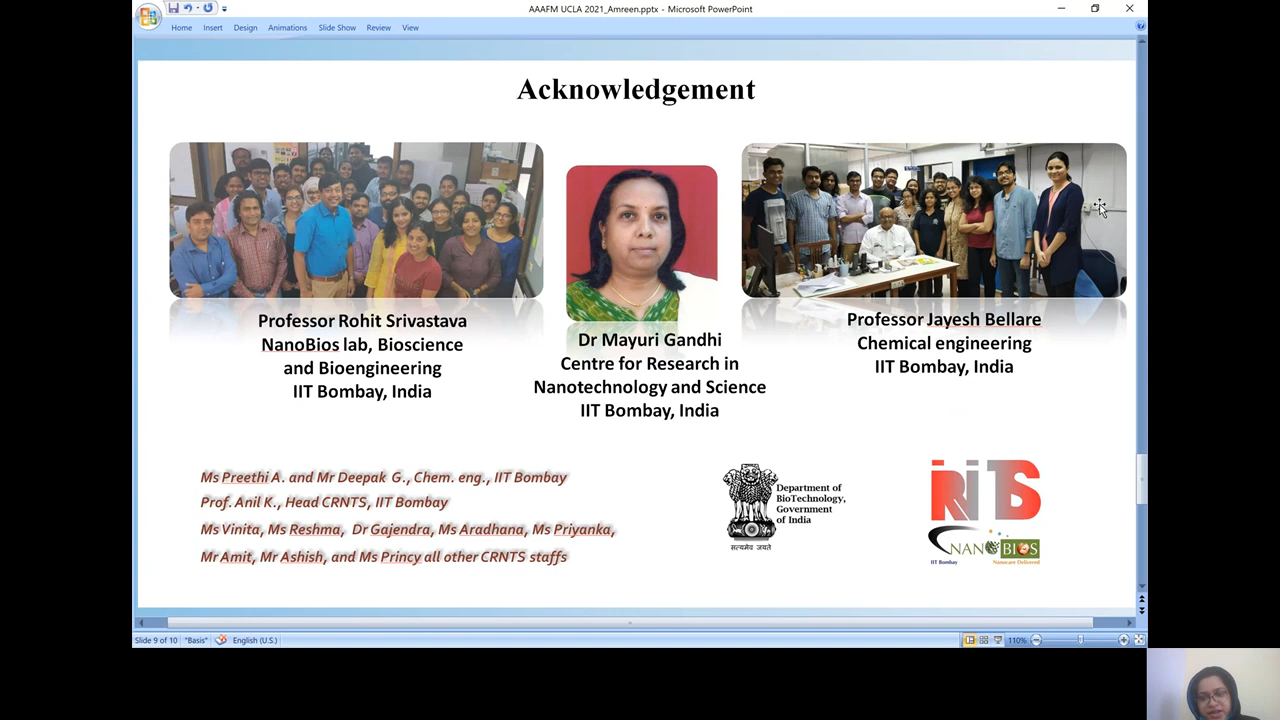 AAAFM UCLA 2021_Amreen.pptx - Microsoft PowerPoint
Home Insert Design Animations Slide Show Review View
Acknowledgement
Professor Rohit Srivastava
NanoBios lab, Bioscience
and Bioengineering
IIT Bombay, India
Dr Mayuri Gandhi
Centre for Research in
Nanotechnology and Science
IIT Bombay, India
Professor Jayesh Bellare
Chemical engineering
IIT Bombay, India
Ms Preethi A. and Mr Deepak G., Chem. eng., IIT Bombay
Prof. Anil K., Head CRNTS, IIT Bombay
Ms Vinita, Ms Reshma, Dr Gajendra, Ms Aradhana, Ms Priyanka,
Mr Amit, Mr Ashish, and Ms Princy all other CRNTS staffs
सत्यमेव जयते
Department of
BioTechnology,
Government
of India
NANOBIOS
IIT Bombay Nanocare Delivered
Slide 9 of 10 "Basis" English (U.S.) 110%